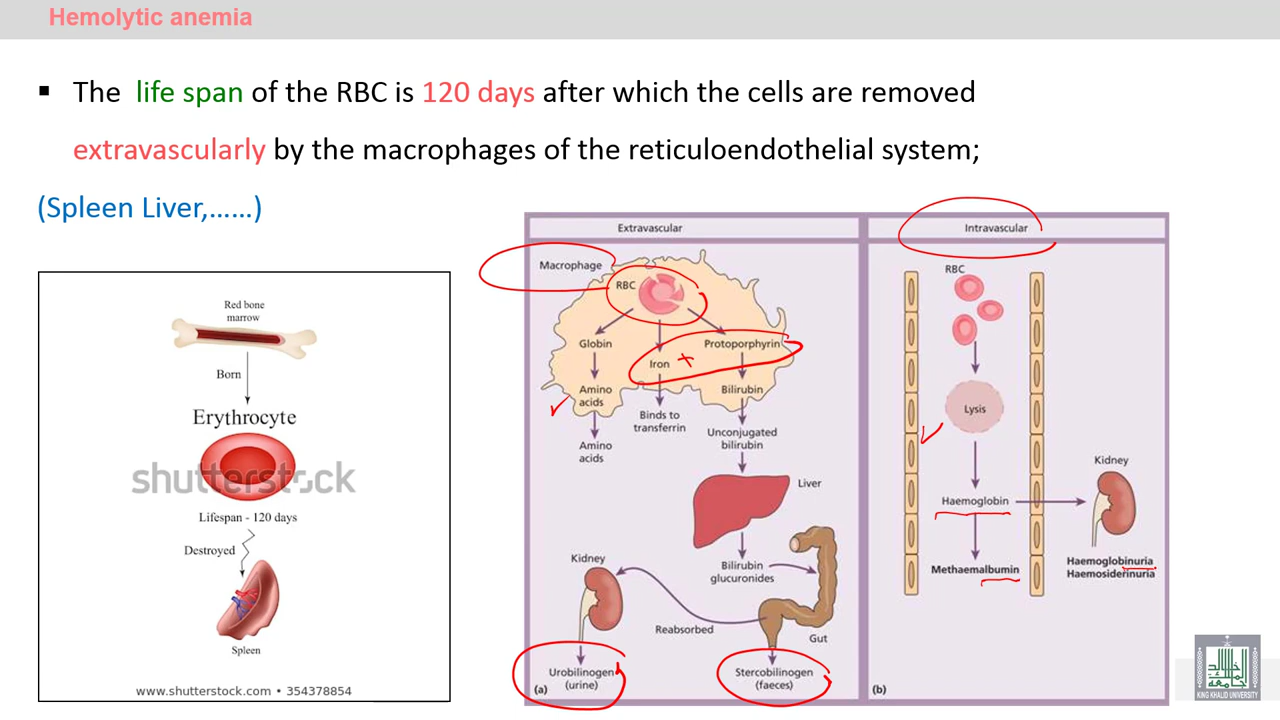 Hemolytic anemia
▪ The life span of the RBC is 120 days after which the cells are removed
extravascularly by the macrophages of the reticuloendothelial system;
(Spleen Liver,......)
Red bone
marrow
Born
Erythrocyte
shutterstock
Lifespan - 120 days
Destroyed
Spleen
www.shutterstock.com • 354378854
Extravascular
Macrophage
RBC
Globin
Iron
Protoporphyrin
Amino
acids
Binds to
transferrin
Bilirubin
Amino
acids
Unconjugated
bilirubin
Liver
Bilirubin
glucuronides
Kidney
Reabsorbed
Gut
Urobilinogen
(urine)
Stercobilinogen
(faeces)
(a)
Intravascular
RBC
Lysis
Haemoglobin
Kidney
Methaemalbumin
Haemoglobinuria
Haemosiderinuria
(b)
KING KHALID UNIVERSITY